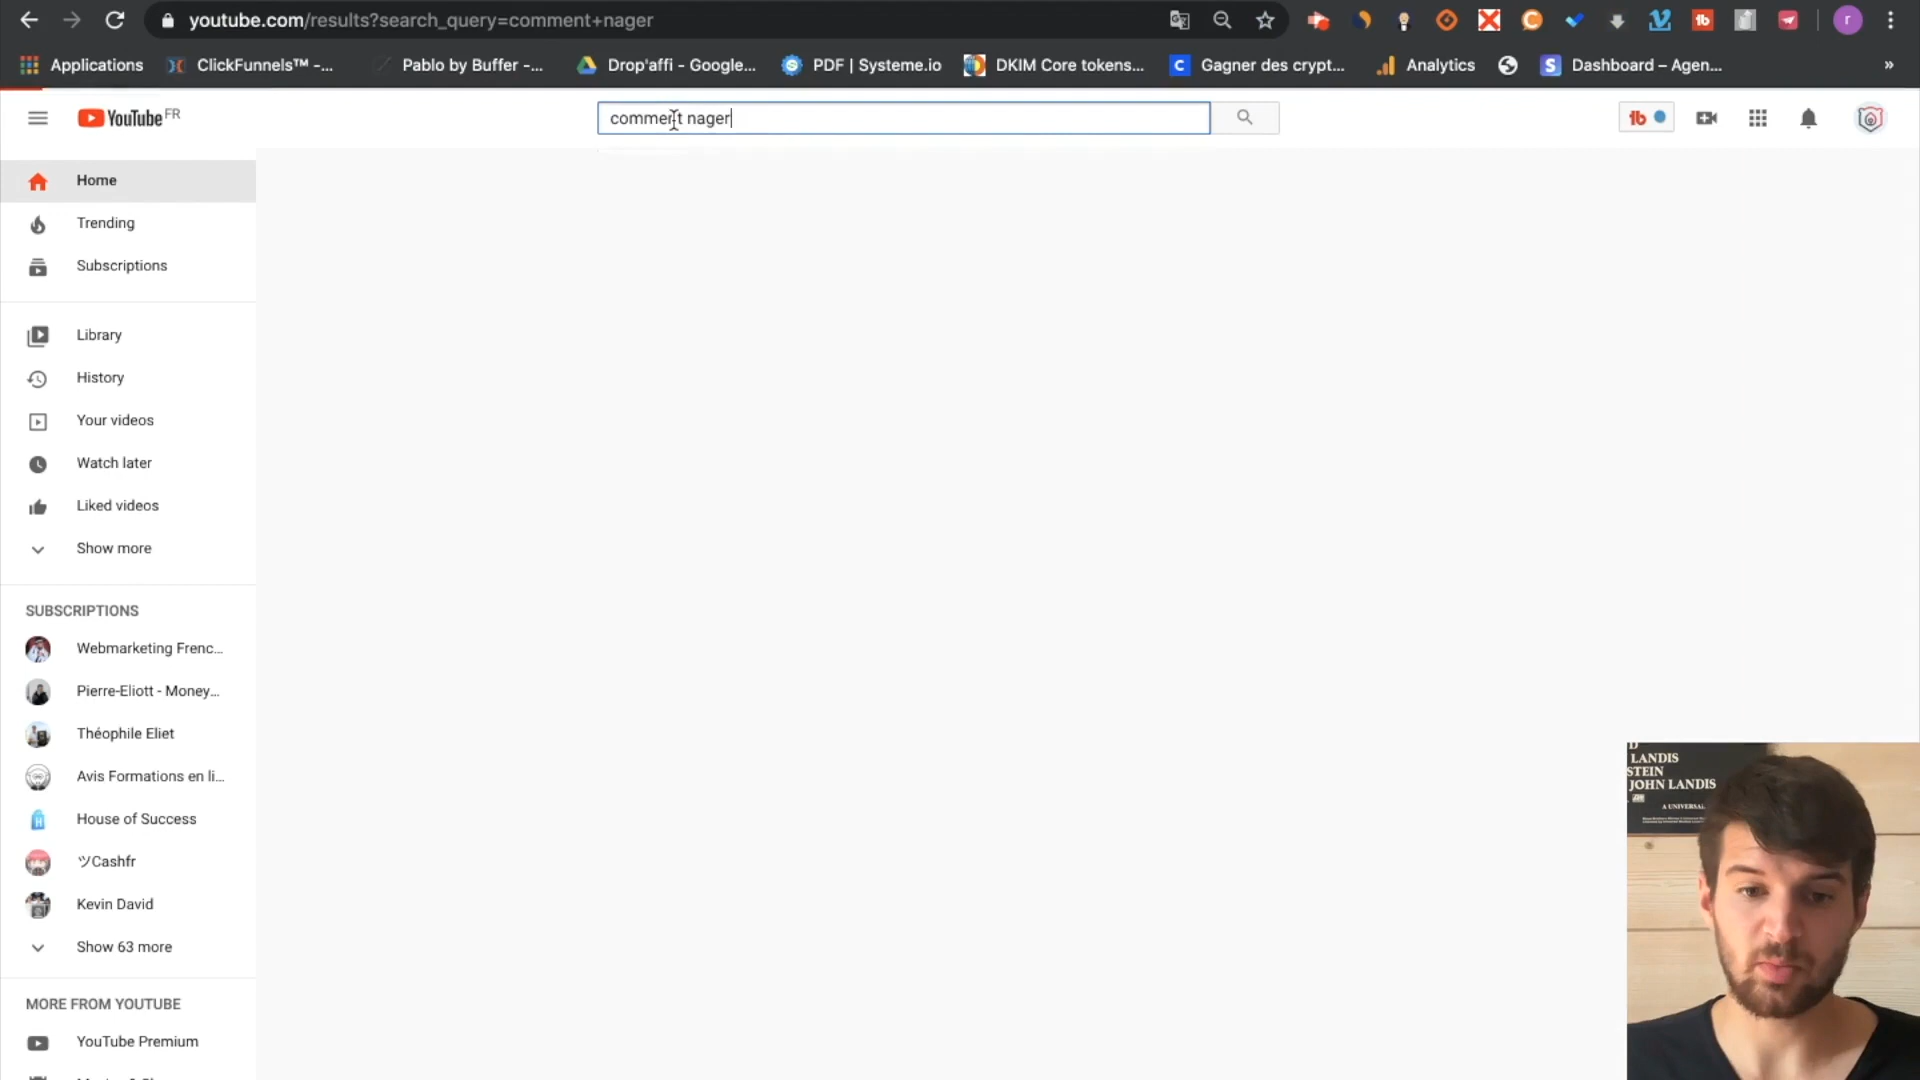 youtube.com/results?search_query=comment+nager
r
Applications
ClickFunnels™ -...
Pablo by Buffer -...
Drop'affi - Google...
PDF | Systeme.io
DKIM Core tokens...
Gagner des crypt...
Analytics
Dashboard – Agen...
»
YouTube FR
comment nager
tb
Home
Trending
Subscriptions
Library
History
Your videos
Watch later
Liked videos
Show more
SUBSCRIPTIONS
Webmarketing Frenc...
Pierre-Eliott - Money...
Théophile Eliet
Avis Formations en li...
House of Success
ツCashfr
Kevin David
Show 63 more
MORE FROM YOUTUBE
YouTube Premium
D
LANDIS
STEIN
JOHN LANDIS
A UNIVERSAL